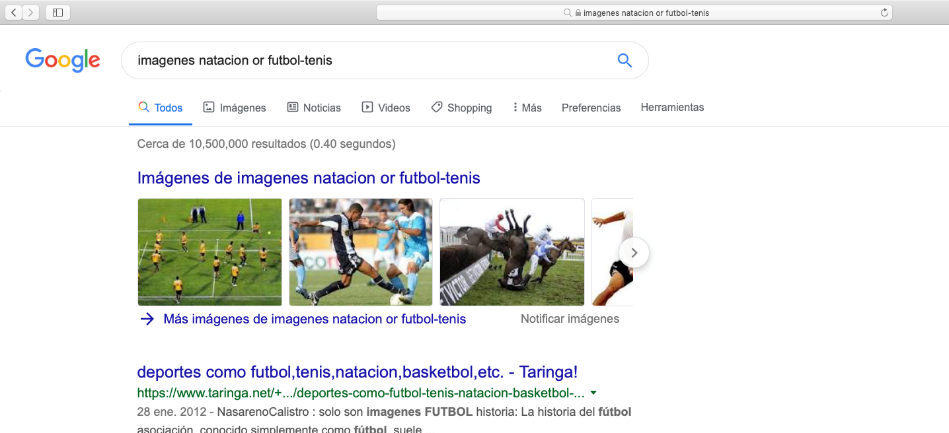 imagenes natacion or futbol-tenis
Google
imagenes natacion or futbol-tenis
Todos Imágenes Noticias Videos Shopping Más Preferencias Herramientas
Cerca de 10,500,000 resultados (0.40 segundos)
Imágenes de imagenes natacion or futbol-tenis
Más imágenes de imagenes natacion or futbol-tenis Notificar imágenes
deportes como futbol,tenis,natacion,basketbol,etc. - Taringa!
https://www.taringa.net/+.../deportes-como-futbol-tenis-natacion-basketbol-...
28 ene. 2012 - NasarenoCalistro : solo son imagenes FUTBOL historia: La historia del fútbol
asociación, conocido simplemente como fútbol, suele